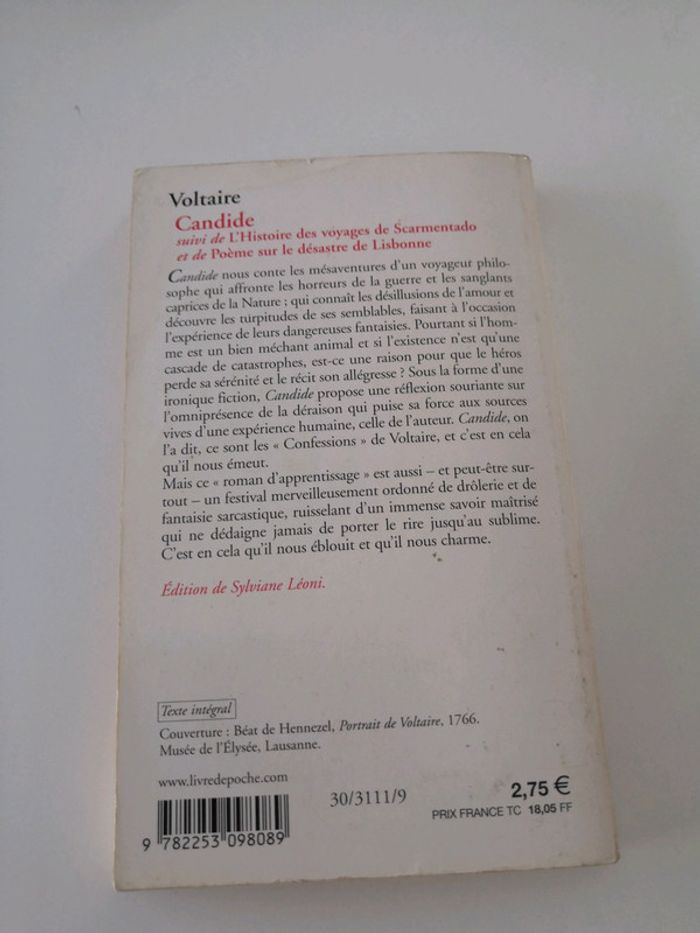 Voltaire
Candide
suivi de L'Histoire des voyages de Scarmentado
et de Poème sur le désastre de Lisbonne
Candide nous conte les mésaventures d'un voyageur philo-
sophe qui affronte les horreurs de la guerre et les sanglants
caprices de la Nature ; qui connaît les désillusions de l'amour et
découvre les turpitudes de ses semblables, faisant à l'occasion
l'expérience de leurs dangereuses fantaisies. Pourtant si l'hom-
me est un bien méchant animal et si l'existence n'est qu'une
cascade de catastrophes, est-ce une raison pour que le héros
perde sa sérénité et le récit son allégresse ? Sous la forme d'une
ironique fiction, Candide propose une réflexion souriante sur
l'omniprésence de la déraison qui puise sa force aux sources
vives d'une expérience humaine, celle de l'auteur. Candide, on
l'a dit, ce sont les « Confessions » de Voltaire, et c'est en cela
qu'il nous émeut.
Mais ce « roman d'apprentissage » est aussi – et peut-être sur-
tout – un festival merveilleusement ordonné de drôlerie et de
fantaisie sarcastique, ruisselant d'un immense savoir maîtrisé
qui ne dédaigne jamais de porter le rire jusqu'au sublime.
C'est en cela qu'il nous éblouit et qu'il nous charme.
Édition de Sylviane Léoni.
Texte intégral
Couverture : Béat de Hennezel, Portrait de Voltaire, 1766.
Musée de l'Élysée, Lausanne.
www.livredepoche.com
30/3111/9
2,75 €
PRIX FRANCE TC 18,05 FF
9 782253 098089